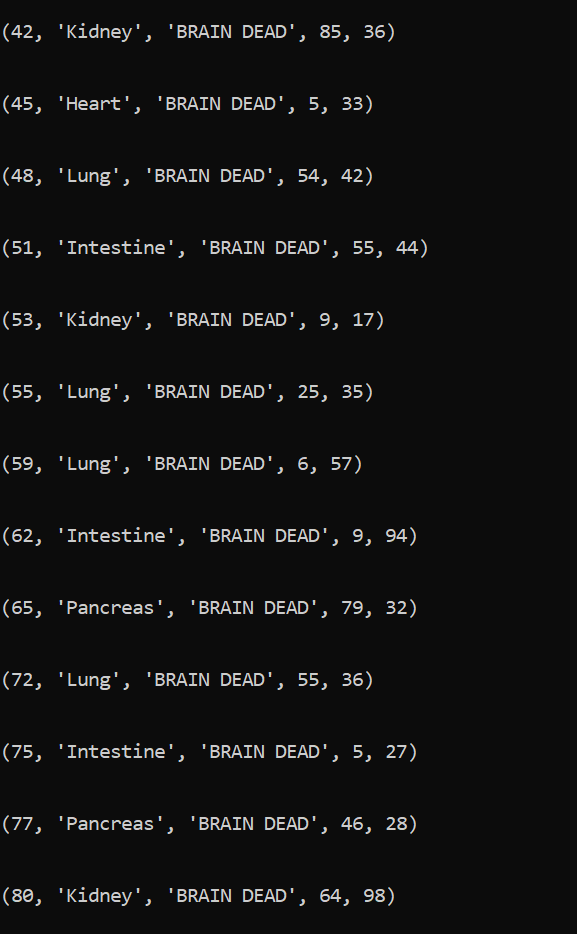 (42, 'Kidney', 'BRAIN DEAD', 85, 36)
(45, 'Heart', 'BRAIN DEAD', 5, 33)
(48, 'Lung', 'BRAIN DEAD', 54, 42)
(51, 'Intestine', 'BRAIN DEAD', 55, 44)
(53, 'Kidney', 'BRAIN DEAD', 9, 17)
(55, 'Lung', 'BRAIN DEAD', 25, 35)
(59, 'Lung', 'BRAIN DEAD', 6, 57)
(62, 'Intestine', 'BRAIN DEAD', 9, 94)
(65, 'Pancreas', 'BRAIN DEAD', 79, 32)
(72, 'Lung', 'BRAIN DEAD', 55, 36)
(75, 'Intestine', 'BRAIN DEAD', 5, 27)
(77, 'Pancreas', 'BRAIN DEAD', 46, 28)
(80, 'Kidney', 'BRAIN DEAD', 64, 98)